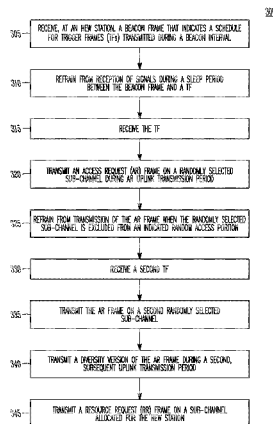 300
305
RECEIVE, AT AN HEW STATION, A BEACON FRAME THAT INDICATES A SCHEDULE
FOR TRIGGER FRAMES (TFs) TRANSMITTED DURING A BEACON INTERVAL
310
REFRAIN FROM RECEPTION OF SIGNALS DURING A SLEEP PERIOD
BETWEEN THE BEACON FRAME AND A TF
315
RECEIVE THE TF
320
TRANSMIT AN ACCESS REQUEST (AR) FRAME ON A RANDOMLY SELECTED
SUB-CHANNEL DURING AN UPLINK TRANSMISSION PERIOD
325
REFRAIN FROM TRANSMISSION OF THE AR FRAME WHEN THE RANDOMLY SELECTED
SUB-CHANNEL IS EXCLUDED FROM AN INDICATED RANDOM ACCESS PORTION
330
RECEIVE A SECOND TF
335
TRANSMIT THE AR FRAME ON A SECOND RANDOMLY SELECTED
SUB-CHANNEL
340
TRANSMIT A DIVERSITY VERSION OF THE AR FRAME DURING A SECOND,
SUBSEQUENT UPLINK TRANSMISSION PERIOD
345
TRANSMIT A RESOURCE REQUEST (RR) FRAME ON A SUB-CHANNEL
ALLOCATED FOR THE HEW STATION